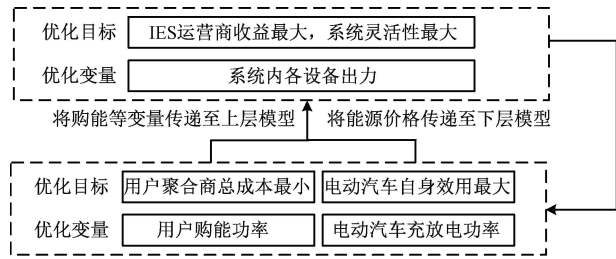 优化目标 IES运营商收益最大，系统灵活性最大
优化变量 系统内各设备出力
将购能等变量传递至上层模型 将能源价格传递至下层模型
优化目标 用户聚合商总成本最小 电动汽车自身效用最大
优化变量 用户购能功率 电动汽车充放电功率